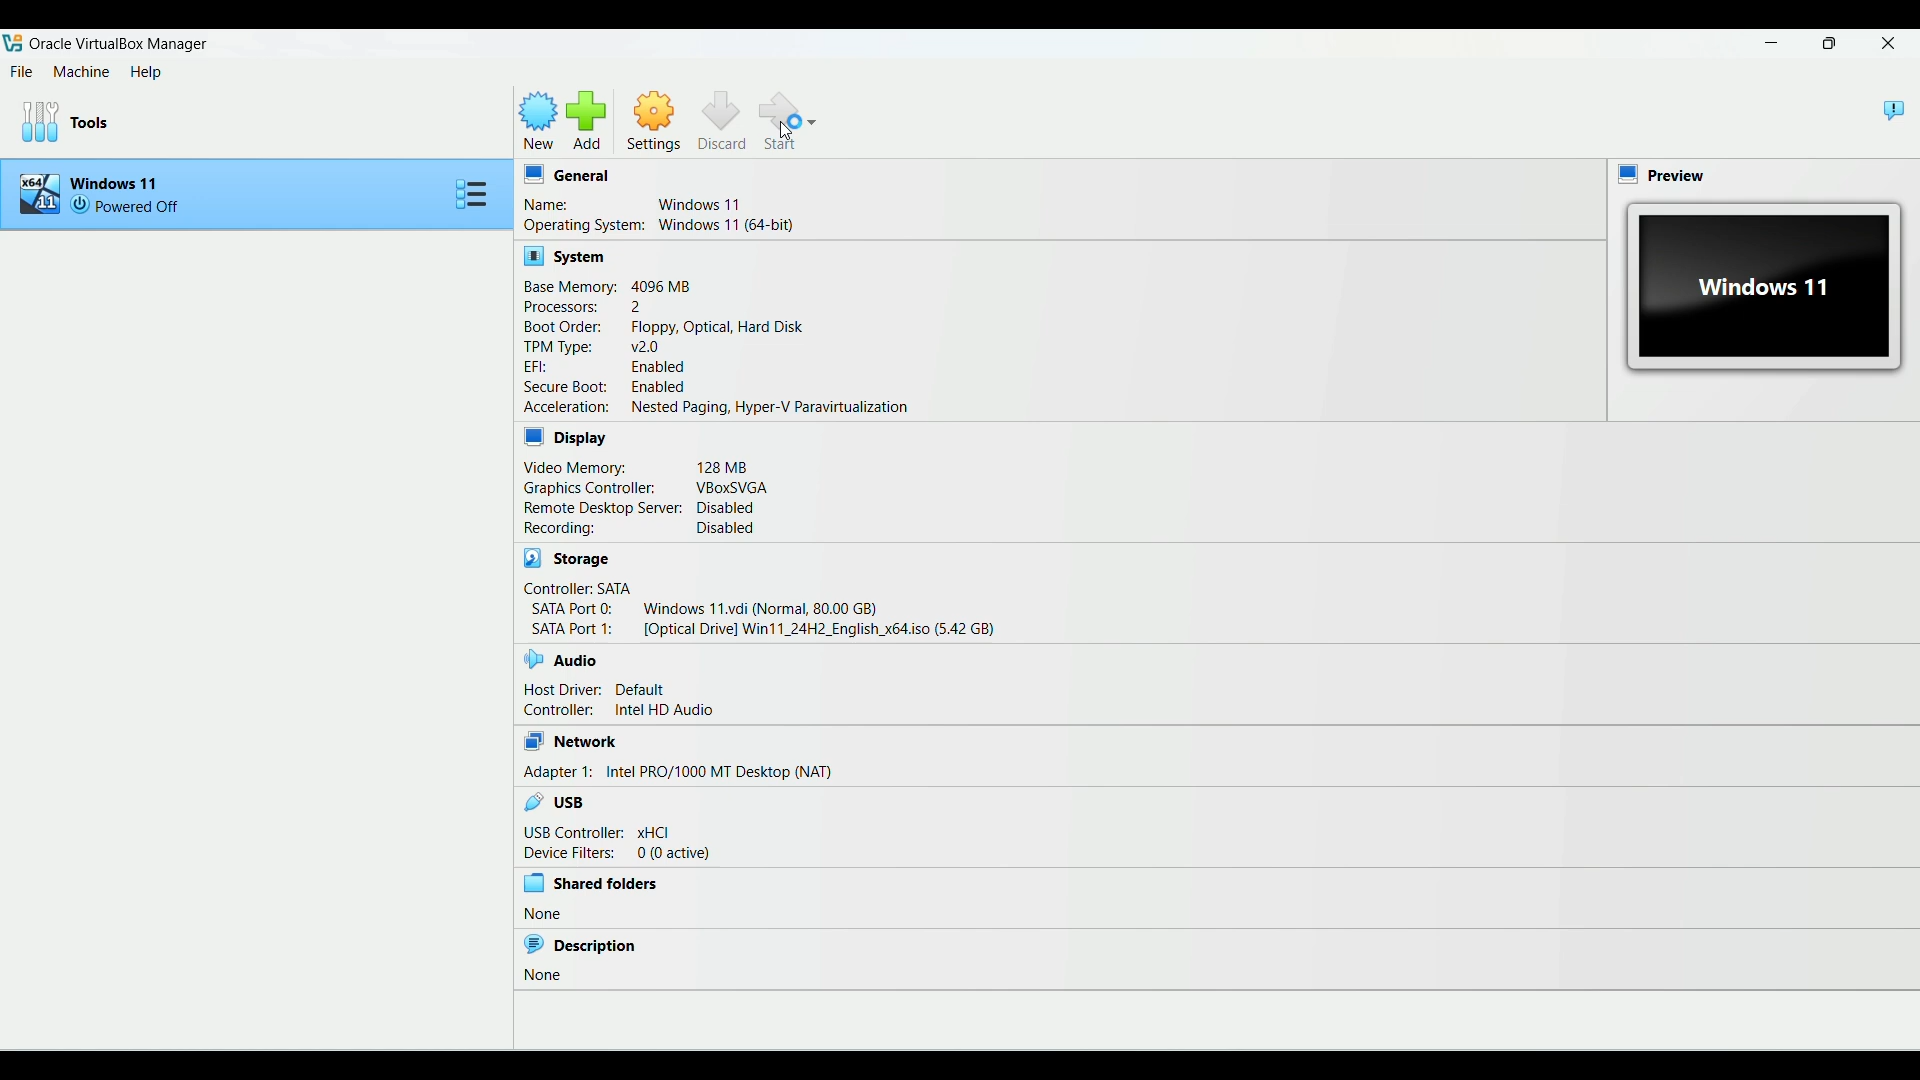 Oracle VirtualBox Manager
File Machine Help
Tools
New Add Settings Discard Start
x64 11
Windows 11
Powered Off
General
Name: Windows 11
Operating System: Windows 11 (64-bit)
Preview
Windows 11
System
Base Memory: 4096 MB
Processors: 2
Boot Order: Floppy, Optical, Hard Disk
TPM Type: v2.0
EFI: Enabled
Secure Boot: Enabled
Acceleration: Nested Paging, Hyper-V Paravirtualization
Display
Video Memory: 128 MB
Graphics Controller: VBoxSVGA
Remote Desktop Server: Disabled
Recording: Disabled
Storage
Controller: SATA
SATA Port 0: Windows 11.vdi (Normal, 80.00 GB)
SATA Port 1: [Optical Drive] Win11_24H2_English_x64.iso (5.42 GB)
Audio
Host Driver: Default
Controller: Intel HD Audio
Network
Adapter 1: Intel PRO/1000 MT Desktop (NAT)
USB
USB Controller: xHCI
Device Filters: 0 (0 active)
Shared folders
None
Description
None